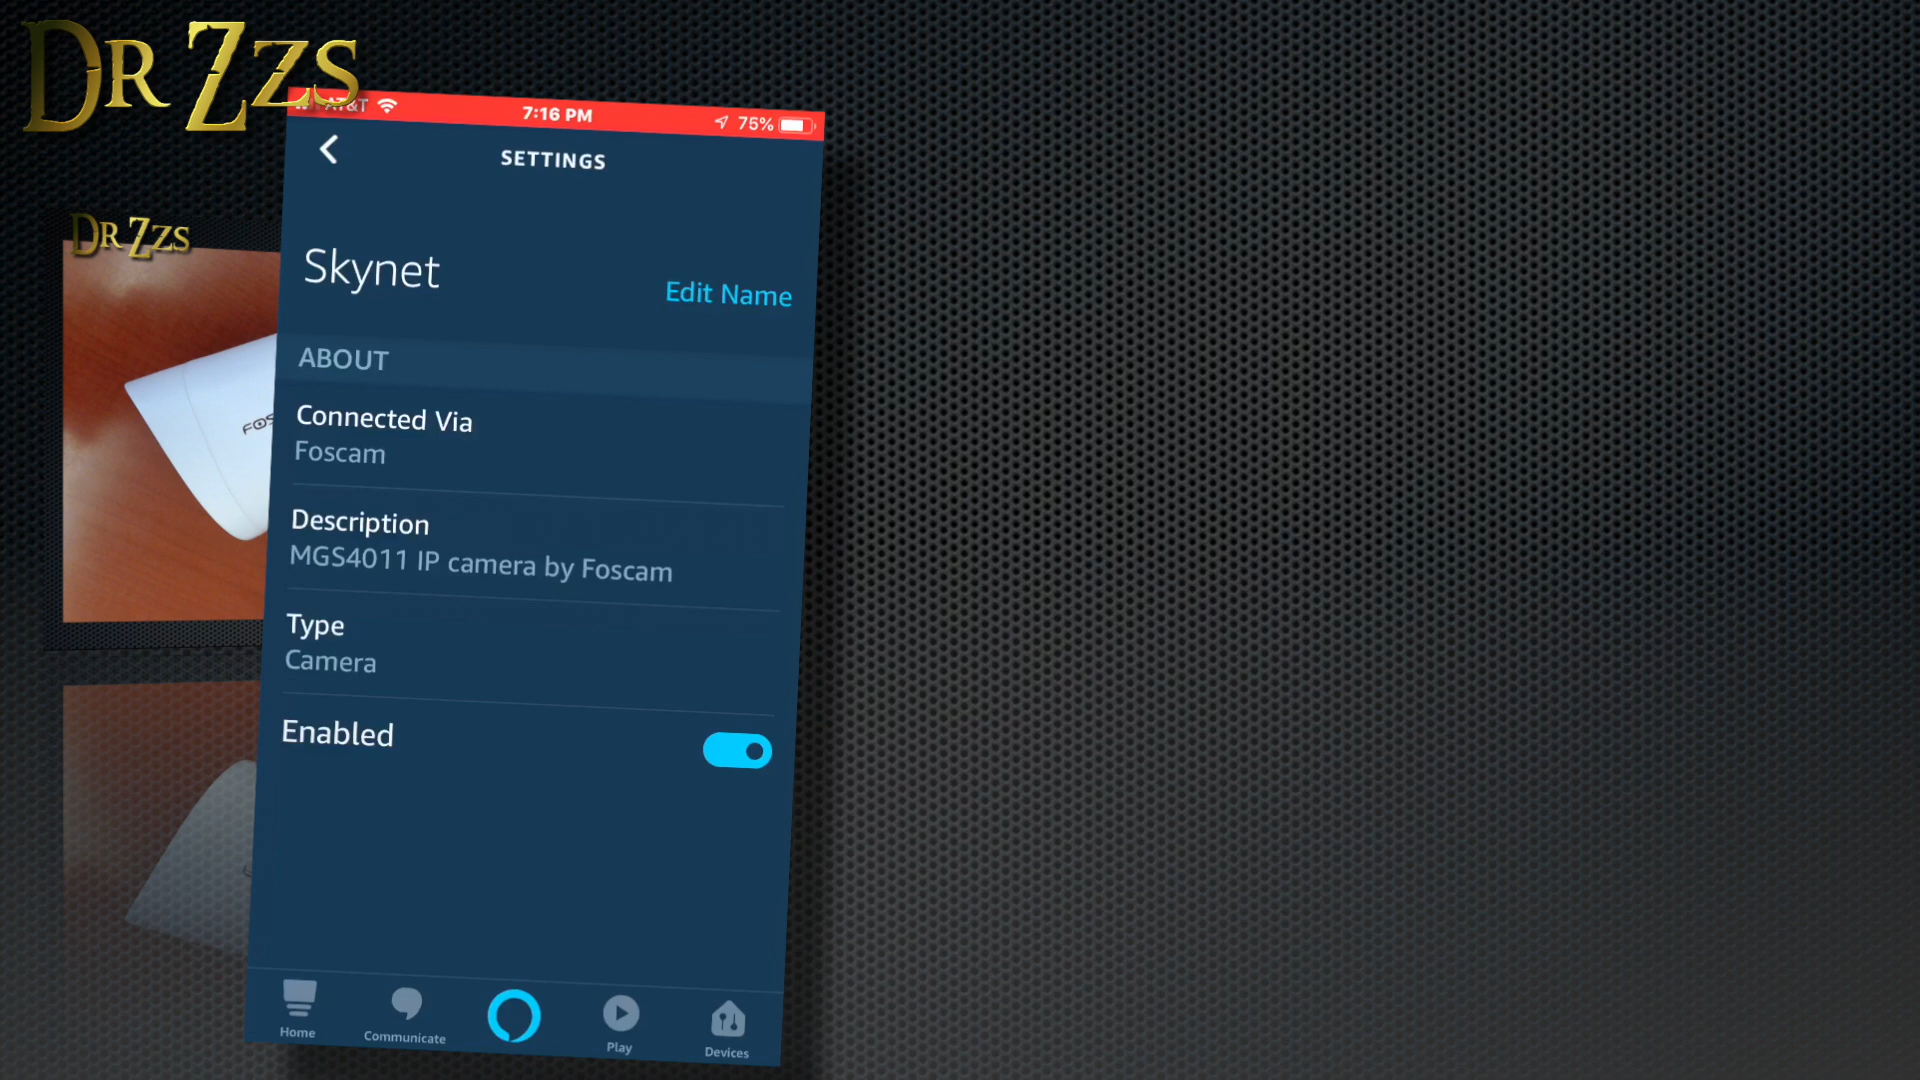 DR ZZS
AT&T
7:16 PM
75%
SETTINGS
DR ZZS
Skynet
Edit Name
ABOUT
Connected Via
Foscam
Description
MGS4011 IP camera by Foscam
Type
Camera
Enabled
Home
Communicate
Play
Devices